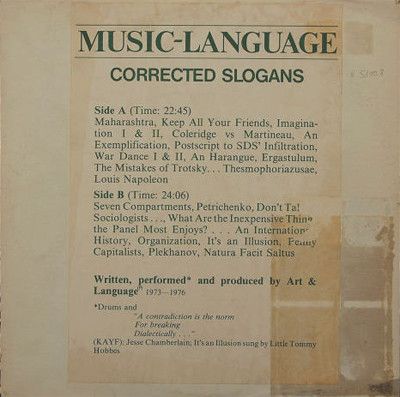 MUSIC-LANGUAGE
CORRECTED SLOGANS
Side A (Time: 22:45)
Maharashtra, Keep All Your Friends, Imagina-
tion I & II, Coleridge vs Martineau, An
Exemplification, Postscript to SDS' Infiltration,
War Dance I & II, An Harangue, Ergastulum,
The Mistakes of Trotsky. . . Thesmophoriazusae,
Louis Napoleon
Side B (Time: 24:06)
Seven Compartments, Petrichenko, Don't Ta!
Sociologists . . ., What Are the Inexpensive Thing
the Panel Most Enjoys? . . . An Internation
History, Organization, It's an Illusion, Penny
Capitalists, Plekhanov, Natura Facit Saltus
Written, performed* and produced by Art &
Language 1973–1976
*Drums and
"A contradiction is the norm
For breaking
Dialectically . . ."
(KAYF): Jesse Chamberlain; It's an Illusion sung by Little Tommy
Hobbes